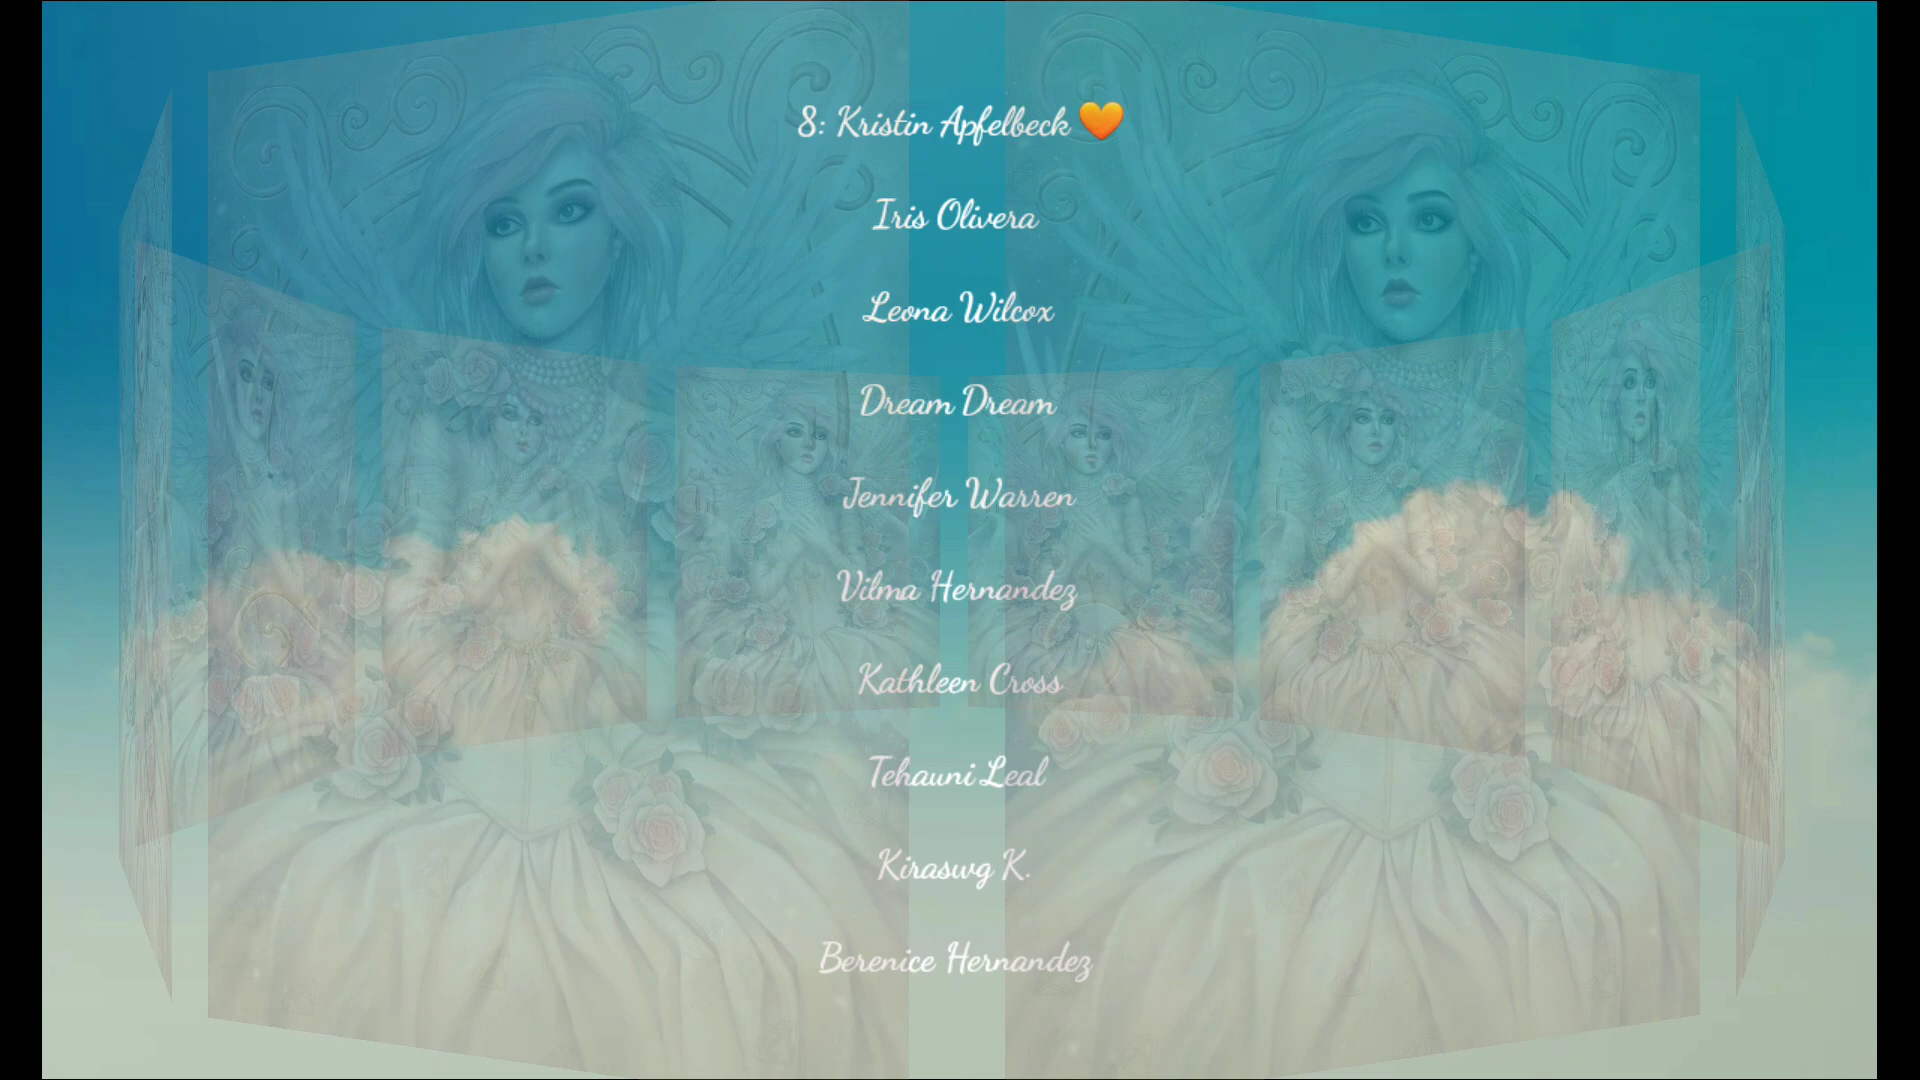 8: Kristin Apfelbeck 🧡
Iris Olivera
Leona Wilcox
Dream Dream
Jennifer Warren
Vilma Hernandez
Kathleen Cross
Tehauni Leal
Kiraswg K.
Berenice Hernandez